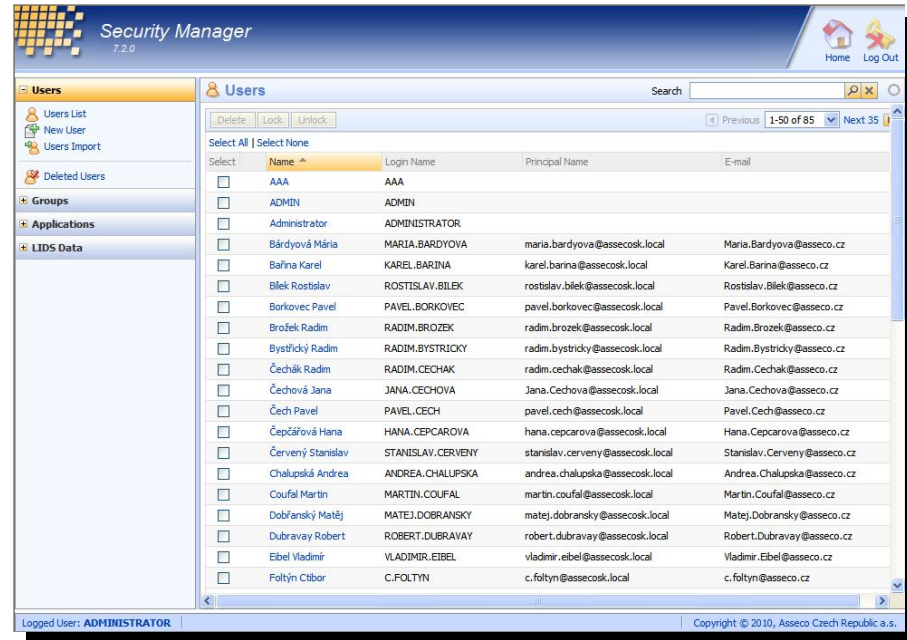 Security Manager
7.2.0
Home Log Out
Users
Users List
New User
Users Import
Deleted Users
Groups
Applications
LIDS Data
Users Search
Delete Lock Unlock Previous 1-50 of 85 Next 35
Select All | Select None
Select Name Login Name Principal Name E-mail
AAA AAA
ADMIN ADMIN
Administrator ADMINISTRATOR
Bárdyová Mária MARIA.BARDYOVA maria.bardyova@assecosk.local Maria.Bardyova@asseco.cz
Bařina Karel KAREL.BARINA karel.barina@assecosk.local Karel.Barina@asseco.cz
Bílek Rostislav ROSTISLAV.BILEK rostislav.bilek@assecosk.local Rostislav.Bilek@asseco.cz
Borkovec Pavel PAVEL.BORKOVEC pavel.borkovec@assecosk.local Pavel.Borkovec@asseco.cz
Brožek Radim RADIM.BROZEK radim.brozek@assecosk.local Radim.Brozek@asseco.cz
Bystřický Radim RADIM.BYSTRICKY radim.bystricky@assecosk.local Radim.Bystricky@asseco.cz
Čechák Radim RADIM.CECHAK radim.cechak@assecosk.local Radim.Cechak@asseco.cz
Čechová Jana JANA.CECHOVA Jana.Cechova@assecosk.local Jana.Cechova@asseco.cz
Čech Pavel PAVEL.CECH pavel.cech@assecosk.local Pavel.Cech@asseco.cz
Čepčářová Hana HANA.CEPCAROVA hana.cepcarova@assecosk.local Hana.Cepcarova@asseco.cz
Červený Stanislav STANISLAV.CERVENY stanislav.cerveny@assecosk.local Stanislav.Cerveny@asseco.cz
Chalupská Andrea ANDREA.CHALUPSKA andrea.chalupska@assecosk.local Andrea.Chalupska@asseco.cz
Coufal Martin MARTIN.COUFAL martin.coufal@assecosk.local Martin.Coufal@asseco.cz
Dobřanský Matěj MATEJ.DOBRANSKY matej.dobransky@assecosk.local Matej.Dobransky@asseco.cz
Dubravay Robert ROBERT.DUBRAVAY robert.dubravay@assecosk.local Robert.Dubravay@asseco.cz
Eibel Vladimír VLADIMIR.EIBEL vladimir.eibel@assecosk.local Vladimir.Eibel@asseco.cz
Foltýn Ctibor C.FOLTYN c.foltyn@assecosk.local c.foltyn@asseco.cz
Logged User: ADMINISTRATOR Copyright © 2010, Asseco Czech Republic a.s.